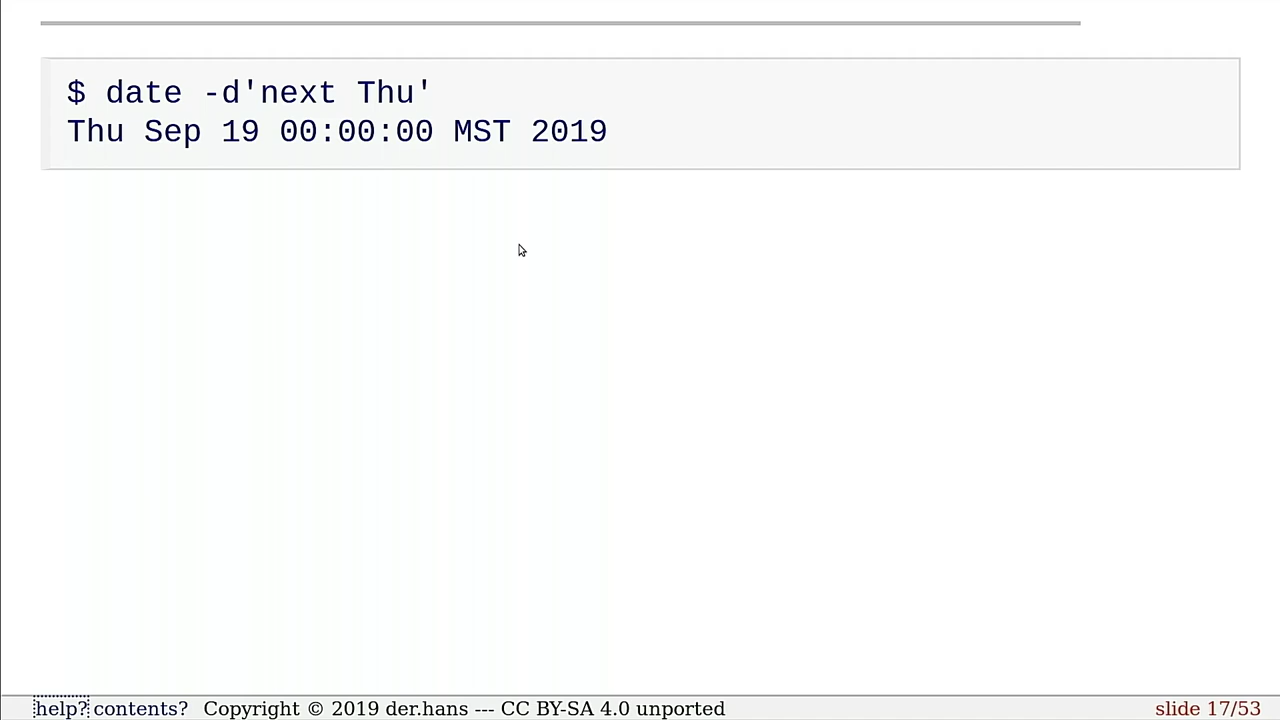 $ date -d'next Thu'
Thu Sep 19 00:00:00 MST 2019
help? contents? Copyright © 2019 der.hans --- CC BY-SA 4.0 unported slide 17/53